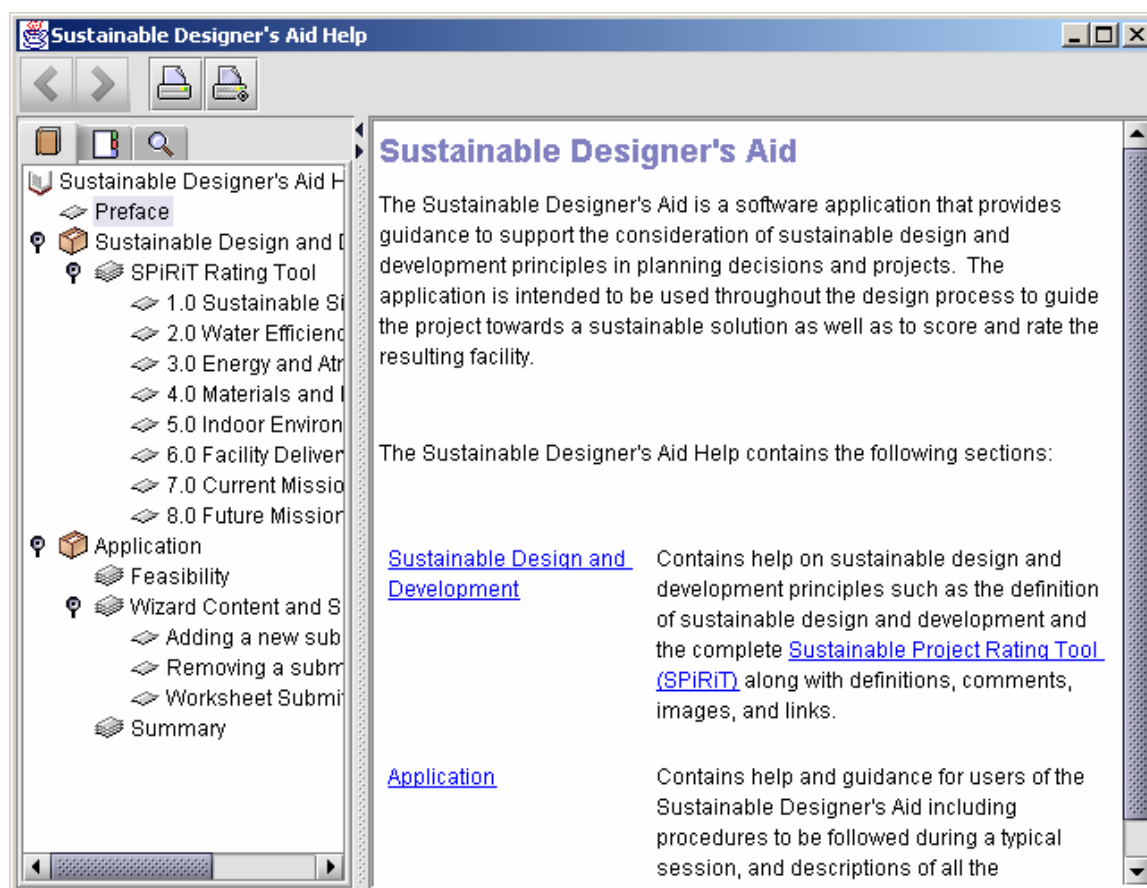 Sustainable Designer's Aid Help
Sustainable Designer's Aid H
Preface
Sustainable Design and D
SPiRiT Rating Tool
1.0 Sustainable Si
2.0 Water Efficienc
3.0 Energy and Atr
4.0 Materials and
5.0 Indoor Environ
6.0 Facility Deliver
7.0 Current Missio
8.0 Future Mission
Application
Feasibility
Wizard Content and S
Adding a new sub
Removing a subm
Worksheet Submit
Summary
Sustainable Designer's Aid
The Sustainable Designer's Aid is a software application that provides
guidance to support the consideration of sustainable design and
development principles in planning decisions and projects. The
application is intended to be used throughout the design process to guide
the project towards a sustainable solution as well as to score and rate the
resulting facility.
The Sustainable Designer's Aid Help contains the following sections:
Sustainable Design and
Development
Contains help on sustainable design and
development principles such as the definition
of sustainable design and development and
the complete Sustainable Project Rating Tool
(SPiRiT) along with definitions, comments,
images, and links.
Application
Contains help and guidance for users of the
Sustainable Designer's Aid including
procedures to be followed during a typical
session, and descriptions of all the